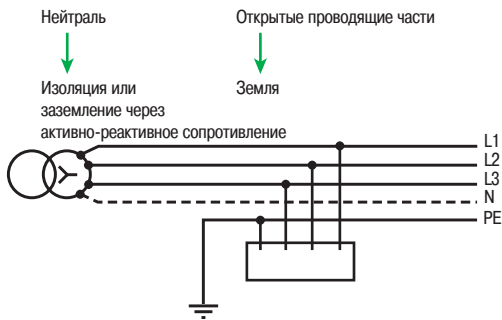 Нейтраль
Открытые проводящие части
Изоляция или
заземление через
активно-реактивное сопротивление
Земля
L1
L2
L3
N
PE